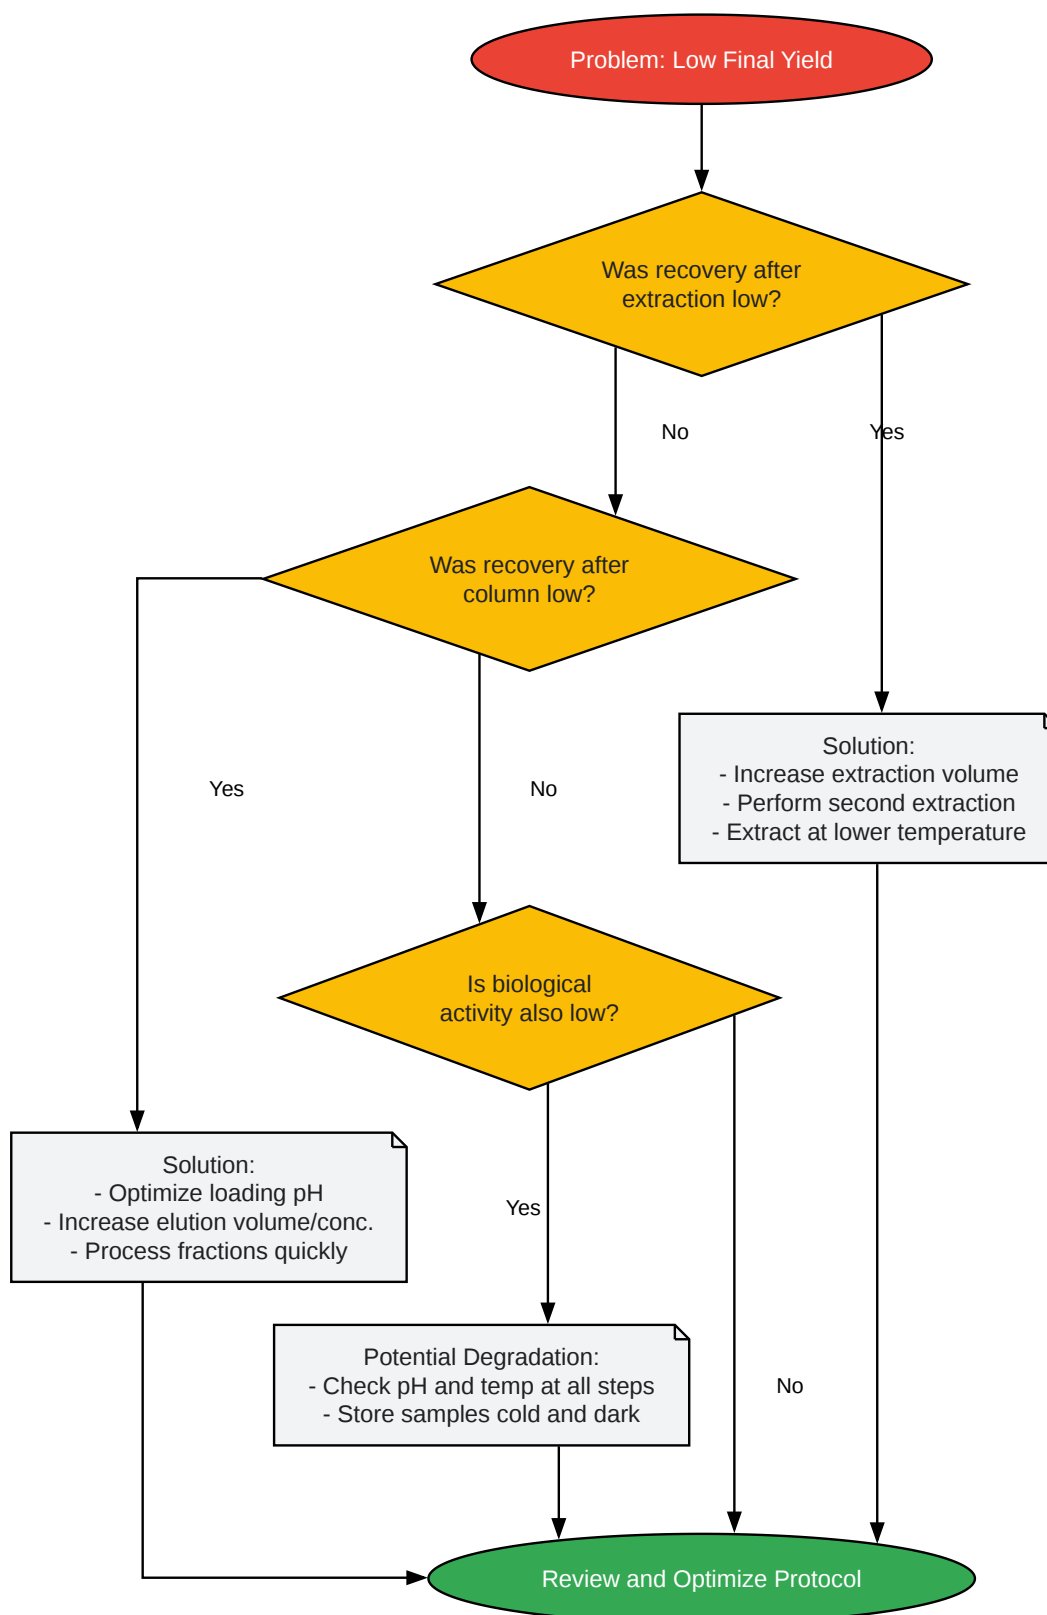 Problem: Low Final Yield
Was recovery after
extraction low?
No
Yes
Was recovery after
column low?
Solution:
- Increase extraction volume
- Perform second extraction
- Extract at lower temperature
Yes
No
Is biological
activity also low?
Solution:
- Optimize loading pH
- Increase elution volume/conc.
- Process fractions quickly
Yes
Potential Degradation:
- Check pH and temp at all steps
- Store samples cold and dark
No
Review and Optimize Protocol